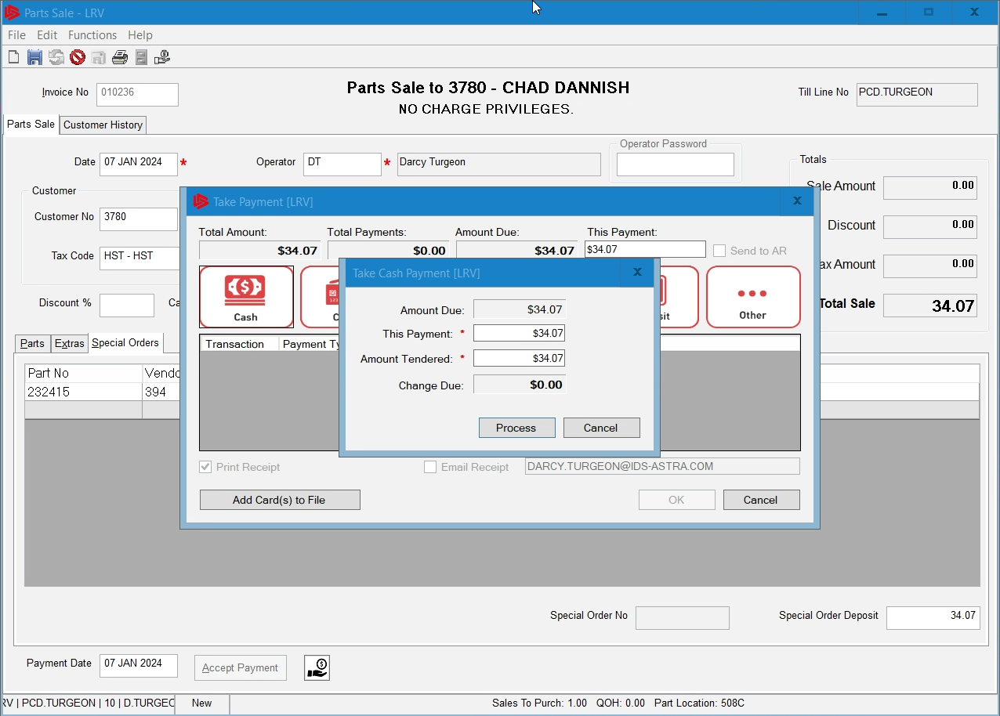 Parts Sale - LRV
File Edit Functions Help
Invoice No 010236
Parts Sale to 3780 - CHAD DANNISH
NO CHARGE PRIVILEGES.
Till Line No PCD.TURGEON
Parts Sale Customer History
Date 07 JAN 2024 *
Operator DT * Darcy Turgeon
Operator Password
Totals
Sale Amount 0.00
Discount 0.00
ax Amount 0.00
Total Sale 34.07
Customer
Customer No 3780
Tax Code HST - HST
Discount % Ca
Parts Extras Special Orders
Part No Vendo
232415 394
Take Payment [LRV] X
Total Amount: Total Payments: Amount Due: This Payment:
$34.07 $0.00 $34.07 $34.07 Send to AR
Cash C sit Other
Transaction Payment Ty
Take Cash Payment [LRV] X
Amount Due: $34.07
This Payment: * $34.07
Amount Tendered: * $34.07
Change Due: $0.00
Process Cancel
Print Receipt Email Receipt DARCY.TURGEON@IDS-ASTRA.COM
Add Card(s) to File OK Cancel
Special Order No Special Order Deposit 34.07
Payment Date 07 JAN 2024 Accept Payment
RV | PCD.TURGEON | 10 | D.TURGEC New Sales To Purch: 1.00 QOH: 0.00 Part Location: 508C